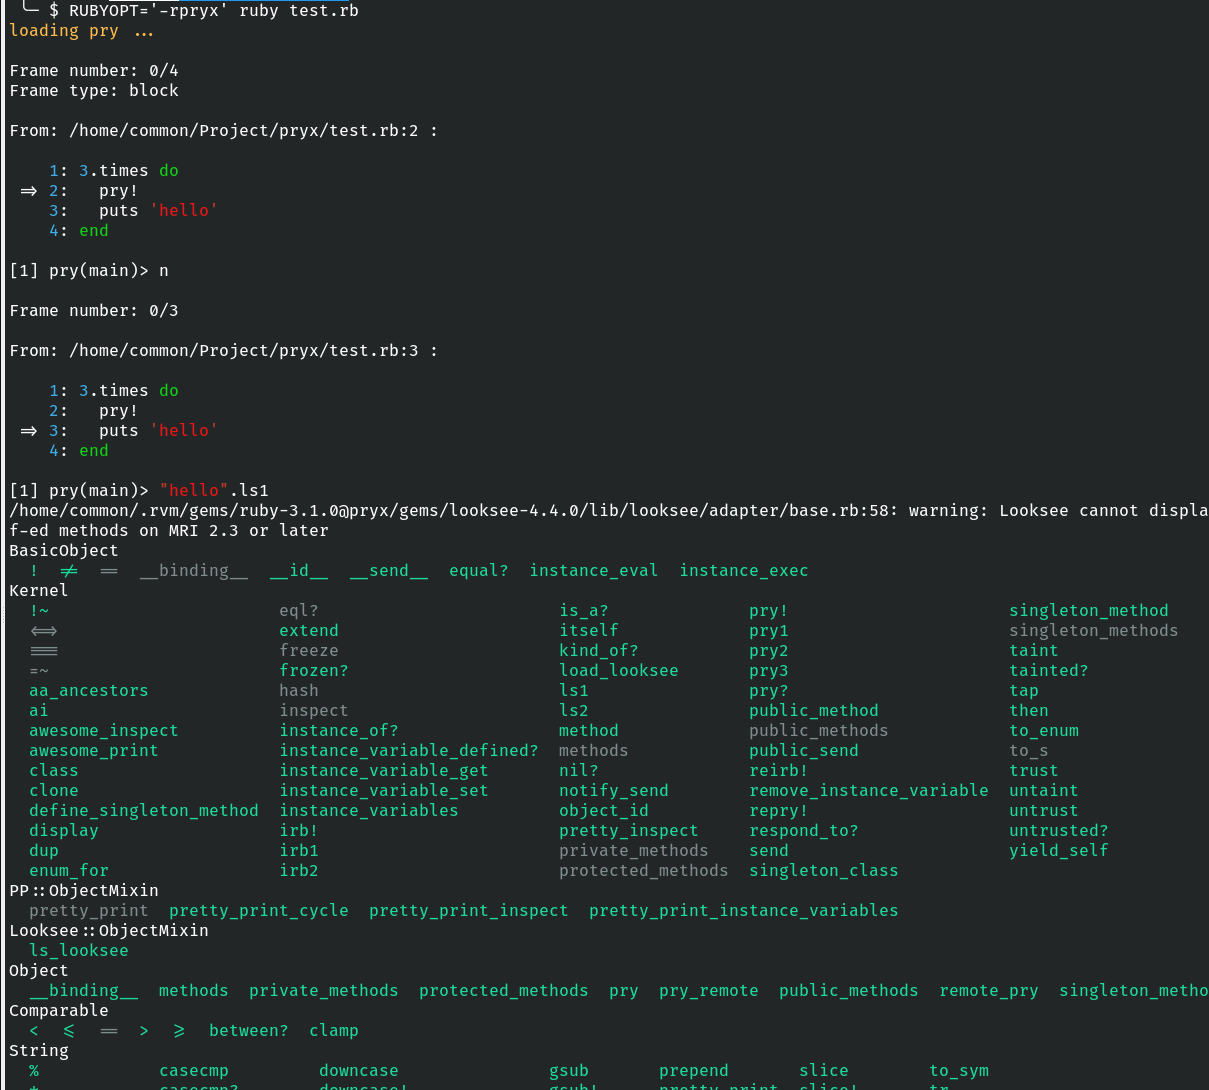 ╰─ $ RUBYOPT='-rpryx' ruby test.rb
loading pry ...
Frame number: 0/4
Frame type: block
From: /home/common/Project/pryx/test.rb:2 :
1: 3.times do
=> 2:   pry!
3:   puts 'hello'
4: end
[1] pry(main)> n
Frame number: 0/3
From: /home/common/Project/pryx/test.rb:3 :
1: 3.times do
2:   pry!
=> 3:   puts 'hello'
4: end
[1] pry(main)> "hello".ls1
/home/common/.rvm/gems/ruby-3.1.0@pryx/gems/looksee-4.4.0/lib/looksee/adapter/base.rb:58: warning: Looksee cannot displa
f-ed methods on MRI 2.3 or later
BasicObject
!  !=  ==  __binding__  __id__  __send__  equal?  instance_eval  instance_exec
Kernel
!~  eql?  is_a?  pry!  singleton_method
<=>  extend  itself  pry1  singleton_methods
===  freeze  kind_of?  pry2  taint
=~  frozen?  load_looksee  pry3  tainted?
aa_ancestors  hash  ls1  pry?  tap
ai  inspect  ls2  public_method  then
awesome_inspect  instance_of?  method  public_methods  to_enum
awesome_print  instance_variable_defined?  methods  public_send  to_s
class  instance_variable_get  nil?  reirb!  trust
clone  instance_variable_set  notify_send  remove_instance_variable  untaint
define_singleton_method  instance_variables  object_id  repry!  untrust
display  irb!  pretty_inspect  respond_to?  untrusted?
dup  irb1  private_methods  send  yield_self
enum_for  irb2  protected_methods  singleton_class
PP::ObjectMixin
pretty_print  pretty_print_cycle  pretty_print_inspect  pretty_print_instance_variables
Looksee::ObjectMixin
ls_looksee
Object
__binding__  methods  private_methods  protected_methods  pry  pry_remote  public_methods  remote_pry  singleton_metho
Comparable
<  <=  ==  >  >=  between?  clamp
String
%  casecmp  downcase  gsub  prepend  slice  to_sym
*  casecmp?  downcase!  gsub!  pretty_print  slice!  tr